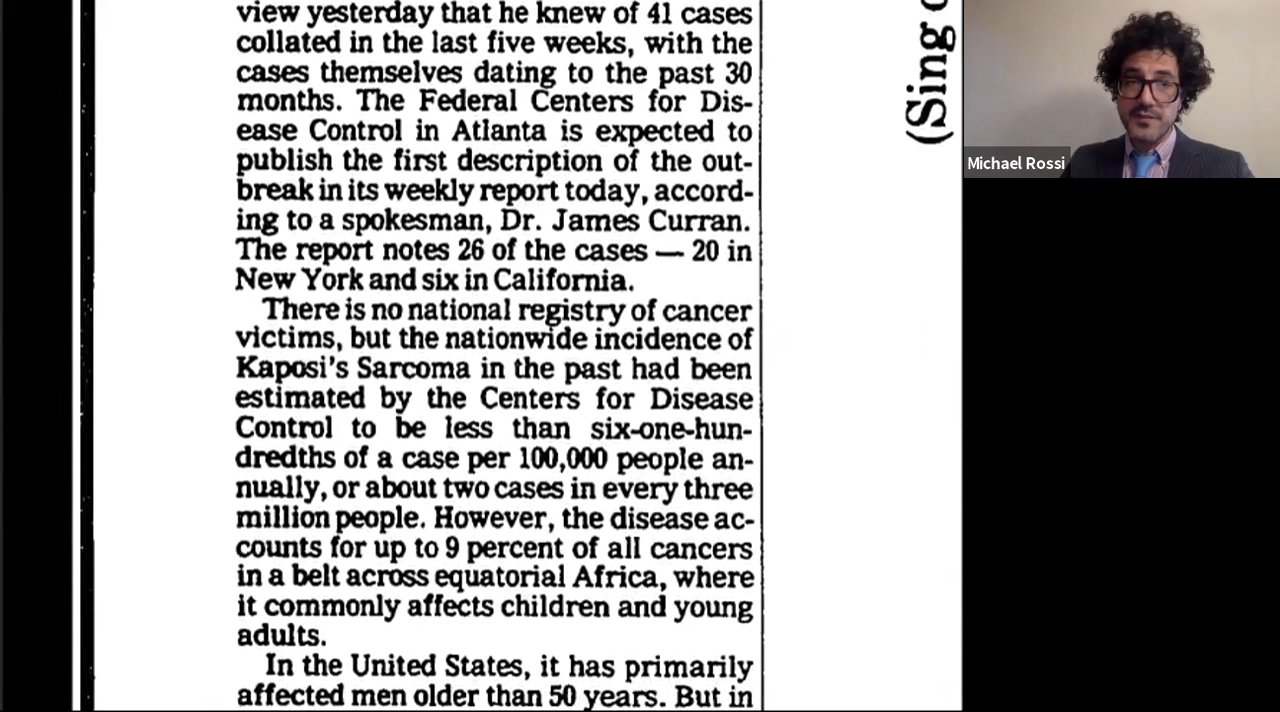 view yesterday that he knew of 41 cases
collated in the last five weeks, with the
cases themselves dating to the past 30
months. The Federal Centers for Dis-
ease Control in Atlanta is expected to
publish the first description of the out-
break in its weekly report today, accord-
ing to a spokesman, Dr. James Curran.
The report notes 26 of the cases — 20 in
New York and six in California.
There is no national registry of cancer
victims, but the nationwide incidence of
Kaposi's Sarcoma in the past had been
estimated by the Centers for Disease
Control to be less than six-one-hun-
dredths of a case per 100,000 people an-
nually, or about two cases in every three
million people. However, the disease ac-
counts for up to 9 percent of all cancers
in a belt across equatorial Africa, where
it commonly affects children and young
adults.
In the United States, it has primarily
affected men older than 50 years. But in
(Sing
Michael Rossi